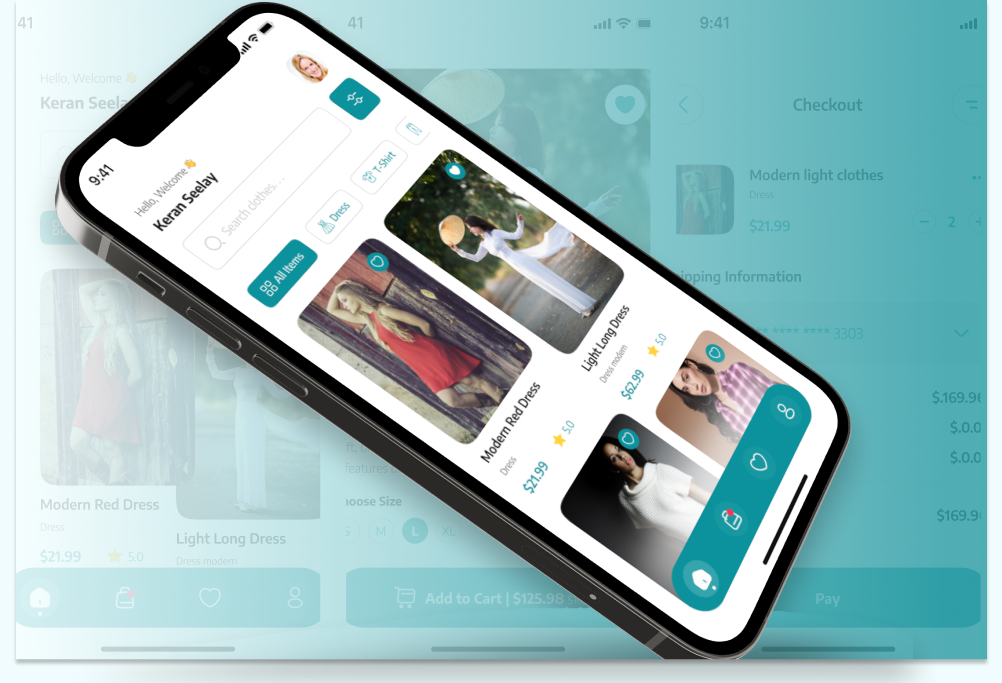 41
Hello, Welcome 👋
Keran Seela
Modern Red Dress
Dress
$21.99
5.0
Light Long Dress
Dress modern
41
features
oose Size
S
M
L
XL
Add to Cart | $125.98
9:41
Checkout
Modern light clothes
Dress
$21.99
2
pping Information
** **** **** 3303
$.169.9
$.0.0
$.0.0
$169.9
Pay
9:41
Hello, Welcome 👋
Keran Seelay
Search clothes. . .
All Items
Dress
T-Shirt
Modern Red Dress
Dress
$21.99
5.0
Light Long Dress
Dress modern
$62.99
5.0